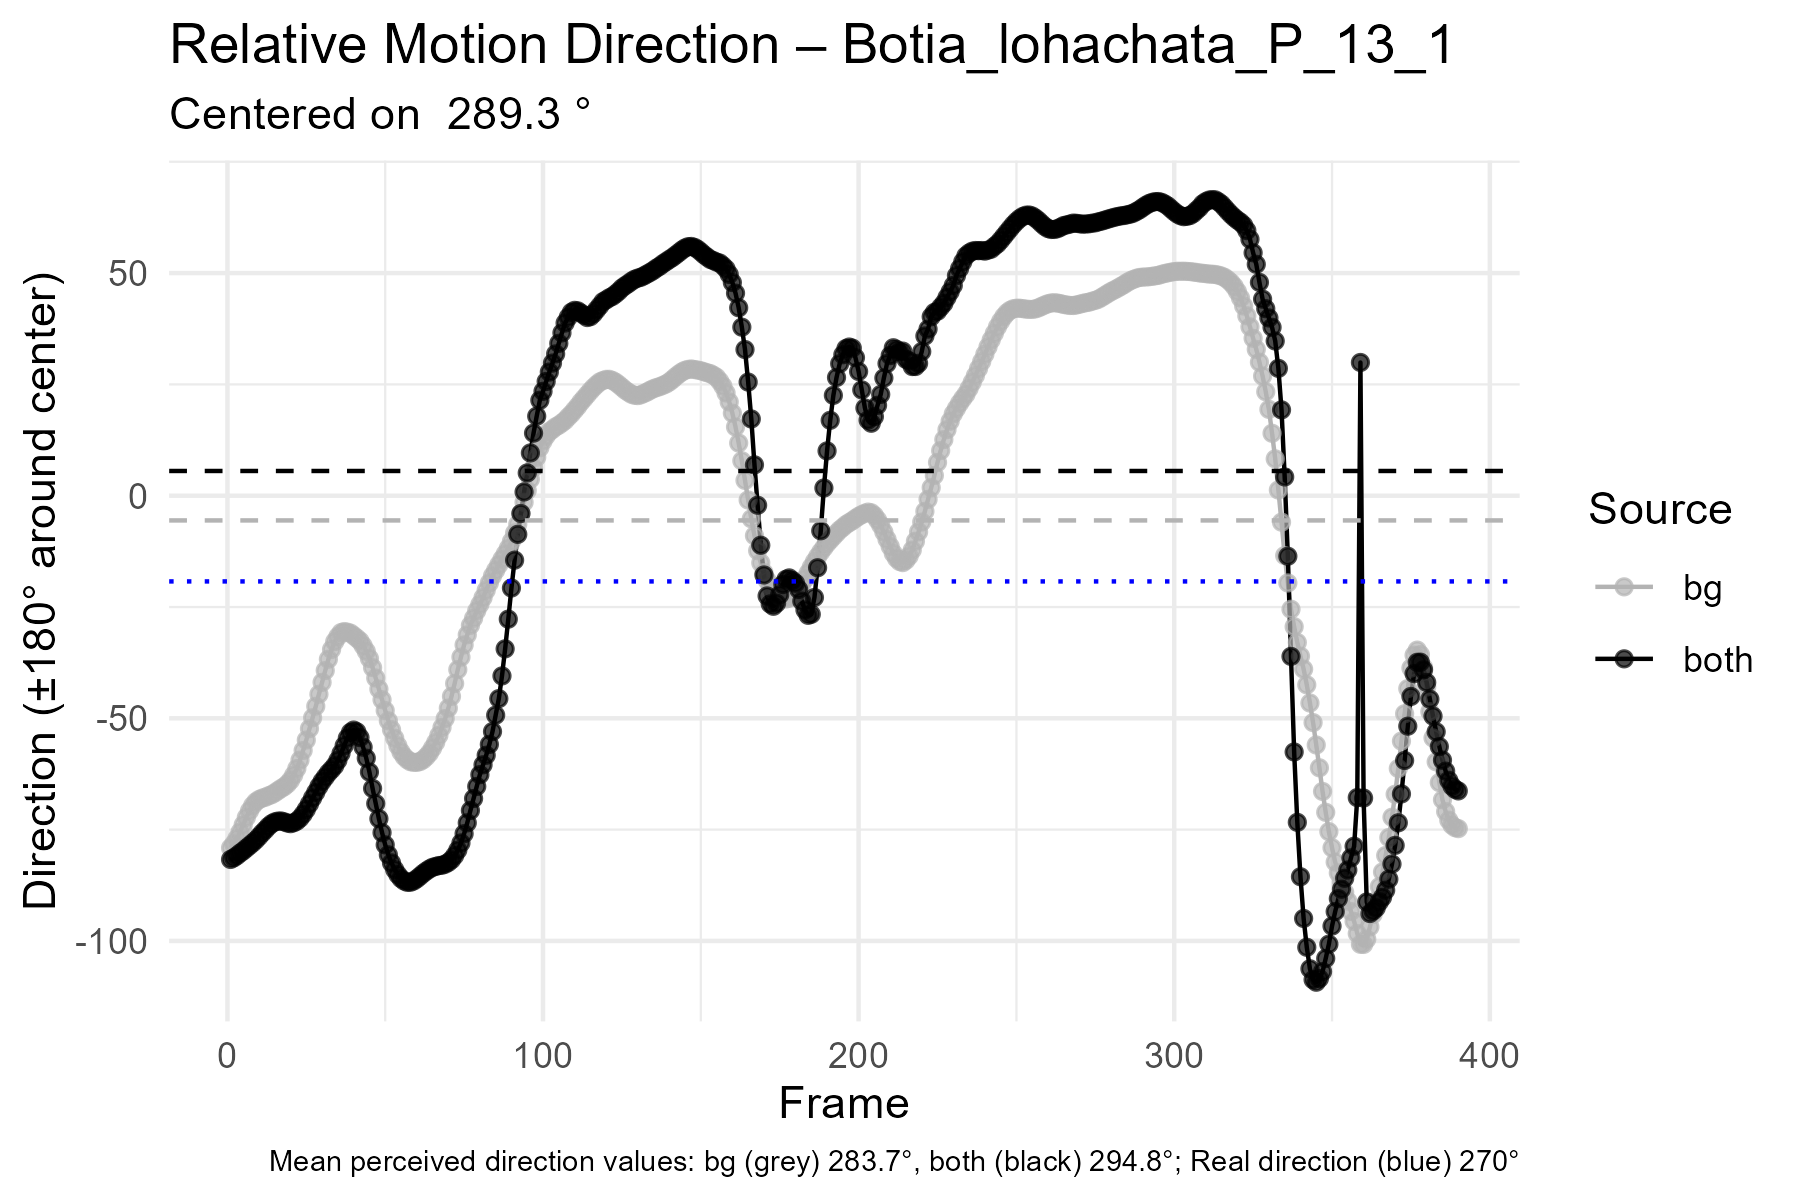 Relative Motion Direction – Botia_lohachata_P_13_1
Centered on  289.3 °
Direction (±180° around center)
50
0
-50
-100
0
100
200
300
400
Frame
Source
bg
both
Mean perceived direction values: bg (grey) 283.7°, both (black) 294.8°; Real direction (blue) 270°